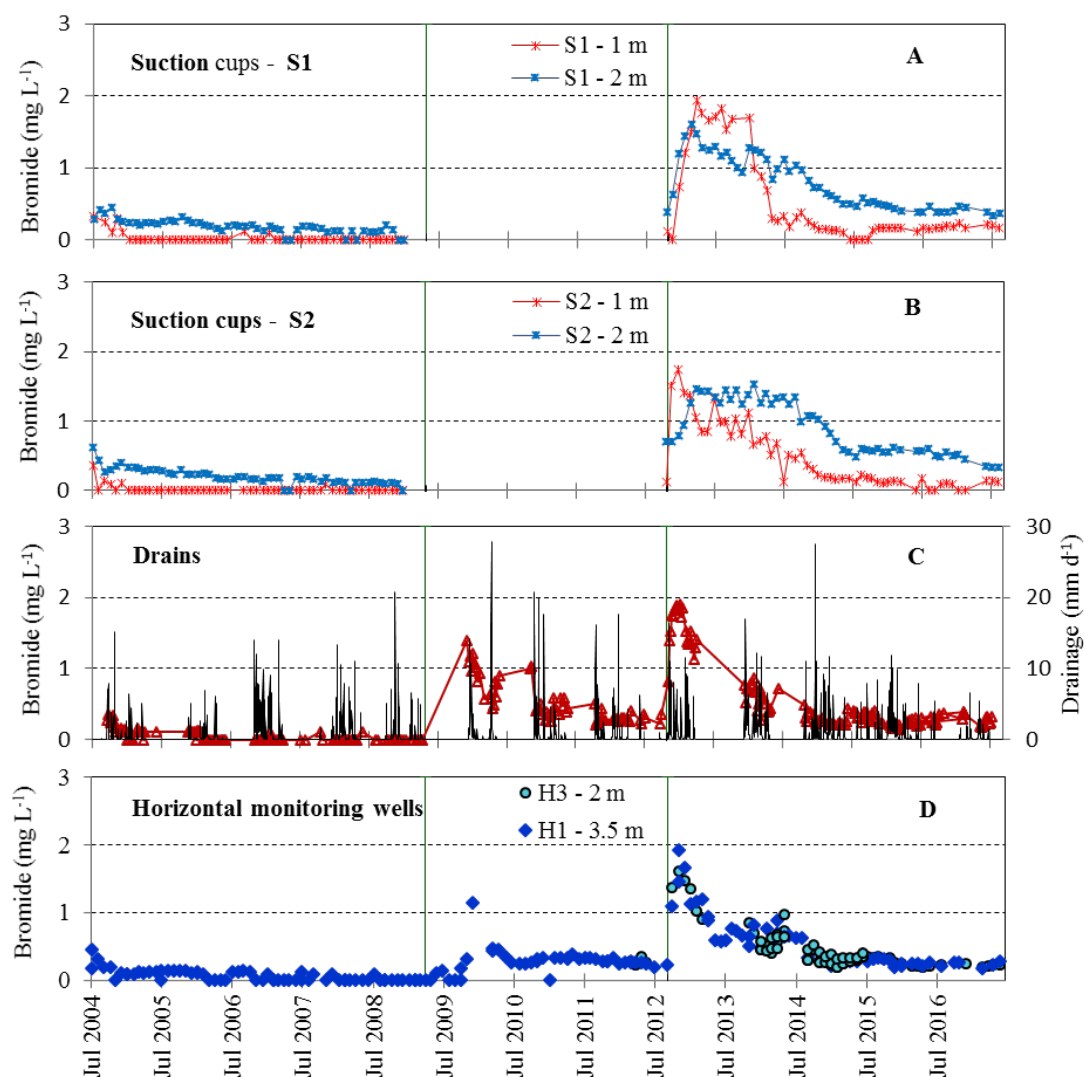 3
2
1
0
Bromide (mg L-1)
Suction cups - S1
S1 - 1 m
S1 - 2 m
A
3
2
1
0
Bromide (mg L-1)
Suction cups - S2
S2 - 1 m
S2 - 2 m
B
3
2
1
0
Bromide (mg L-1)
Drains
C
30
20
10
0
Drainage (mm d-1)
3
2
1
0
Bromide (mg L-1)
Horizontal monitoring wells
H3 - 2 m
H1 - 3.5 m
D
Jul 2004
Jul 2005
Jul 2006
Jul 2007
Jul 2008
Jul 2009
Jul 2010
Jul 2011
Jul 2012
Jul 2013
Jul 2014
Jul 2015
Jul 2016